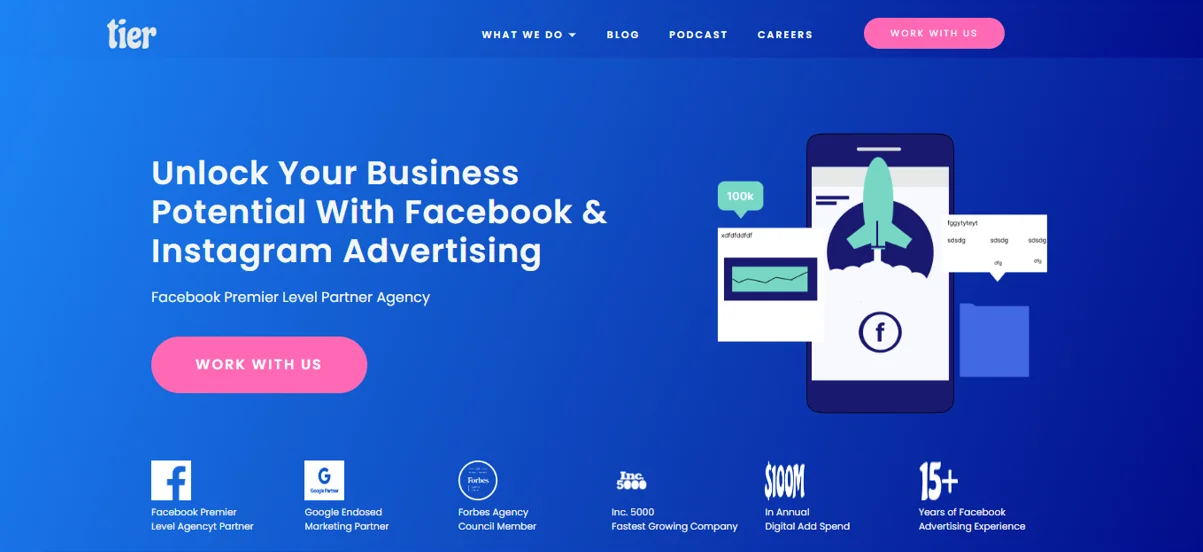 tier
WHAT WE DO
BLOG
PODCAST
CAREERS
WORK WITH US
Unlock Your Business
Potential With Facebook &
Instagram Advertising
Facebook Premier Level Partner Agency
WORK WITH US
100k
xdfdfddfdf
fggytyteyt
sdsdg sdsdg sdsdg
dfg dfg
f
f
Facebook Premier
Level Agencyt Partner
G
Google Partner
Google Endosed
Marketing Partner
Forbes
Forbes Agency
Council Member
Inc.
5000
Inc. 5000
Fastest Growing Company
$100M
In Annual
Digital Add Spend
15+
Years of Facebook
Advertising Experience